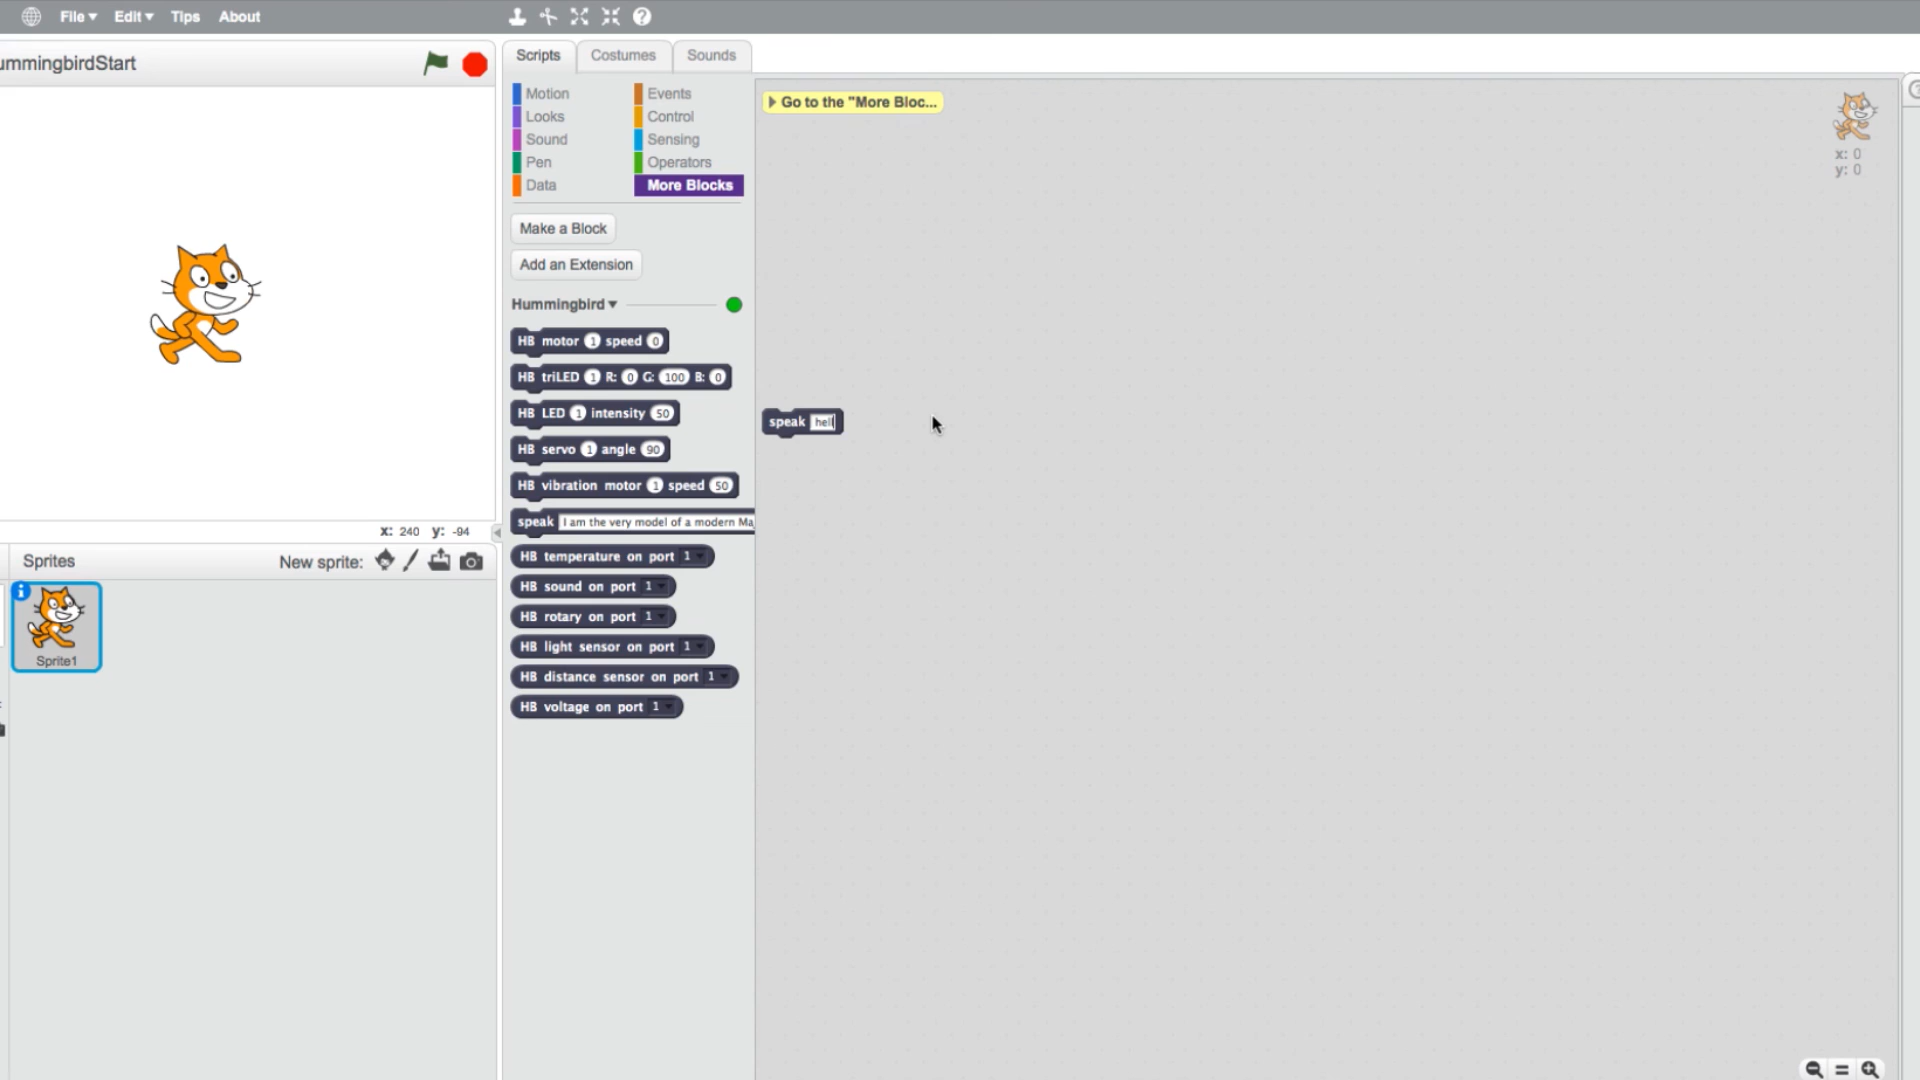 File Edit Tips About
ummingbirdStart
Scripts Costumes Sounds
Motion Events
Looks Control
Sound Sensing
Pen Operators
Data More Blocks
Make a Block
Add an Extension
Hummingbird
HB motor 1 speed 0
HB triLED 1 R: 0 G: 100 B: 0
HB LED 1 intensity 50
HB servo 1 angle 90
HB vibration motor 1 speed 50
speak I am the very model of a modern Ma
HB temperature on port 1
HB sound on port 1
HB rotary on port 1
HB light sensor on port 1
HB distance sensor on port 1
HB voltage on port 1
Go to the "More Bloc...
speak hell
x: 0
y: 0
x: 240 y: -94
Sprites New sprite:
Sprite1